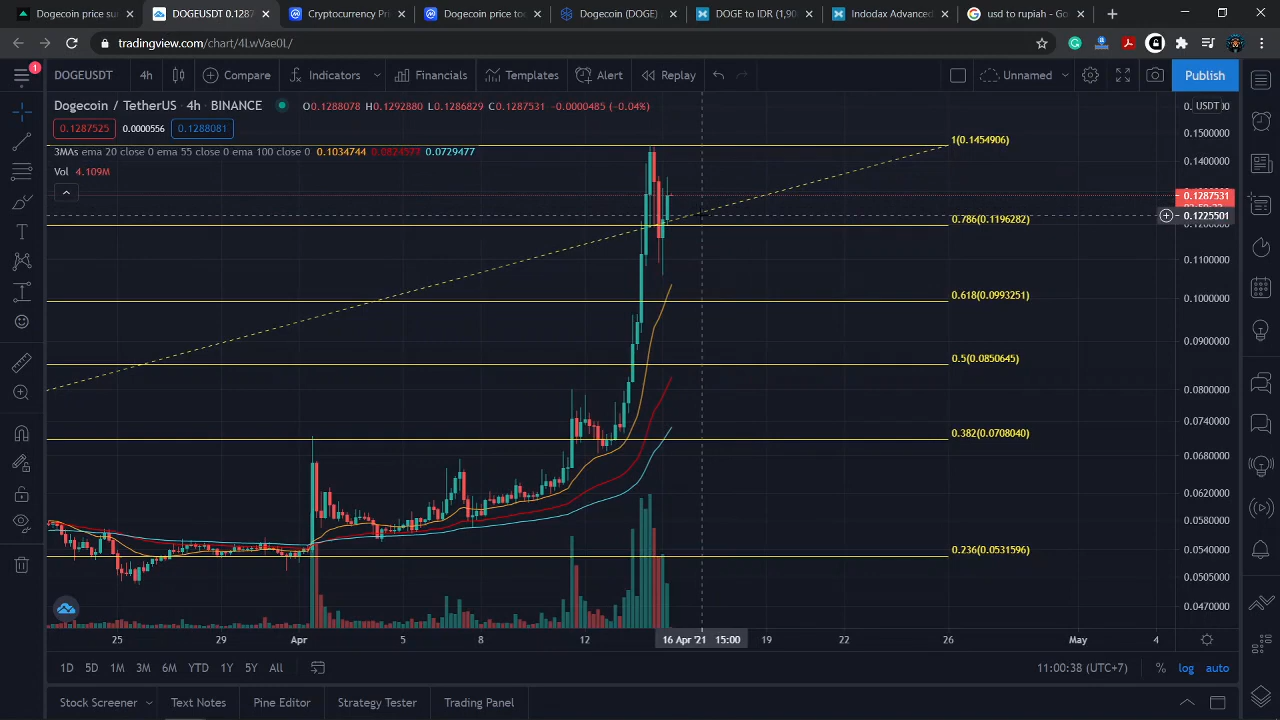 Dogecoin price sur
DOGEUSDT 0.1287
Cryptocurrency Pri
Dogecoin price tod
Dogecoin (DOGE)
DOGE to IDR (1,90
Indodax Advanced
usd to rupiah - Go
tradingview.com/chart/4LwVae0l/
1
DOGEUSDT
4h
Compare
Indicators
Financials
Templates
Alert
Replay
Unnamed
Publish
Dogecoin / TetherUS · 4h · BINANCE
O0.1288078 H0.1292880 L0.1286829 C0.1287531 −0.0000485 (−0.04%)
USDT
0.1287525
0.0000556
0.1288081
3MAs ema 20 close 0 ema 55 close 0 ema 100 close 0 0.1034744 0.0824577 0.0729477
Vol 4.109M
1(0.1454906)
0.786(0.1196282)
0.618(0.0993251)
0.5(0.0850645)
0.382(0.0708040)
0.236(0.0531596)
0.1500000
0.1400000
0.1287531
0.1225501
0.1100000
0.1000000
0.0900000
0.0800000
0.0740000
0.0680000
0.0620000
0.0580000
0.0540000
0.0505000
0.0470000
25
29
Apr
5
8
12
16 Apr '21 15:00
19
22
26
May
4
1D
5D
1M
3M
6M
YTD
1Y
5Y
All
11:00:38 (UTC+7)
%
log
auto
Stock Screener
Text Notes
Pine Editor
Strategy Tester
Trading Panel